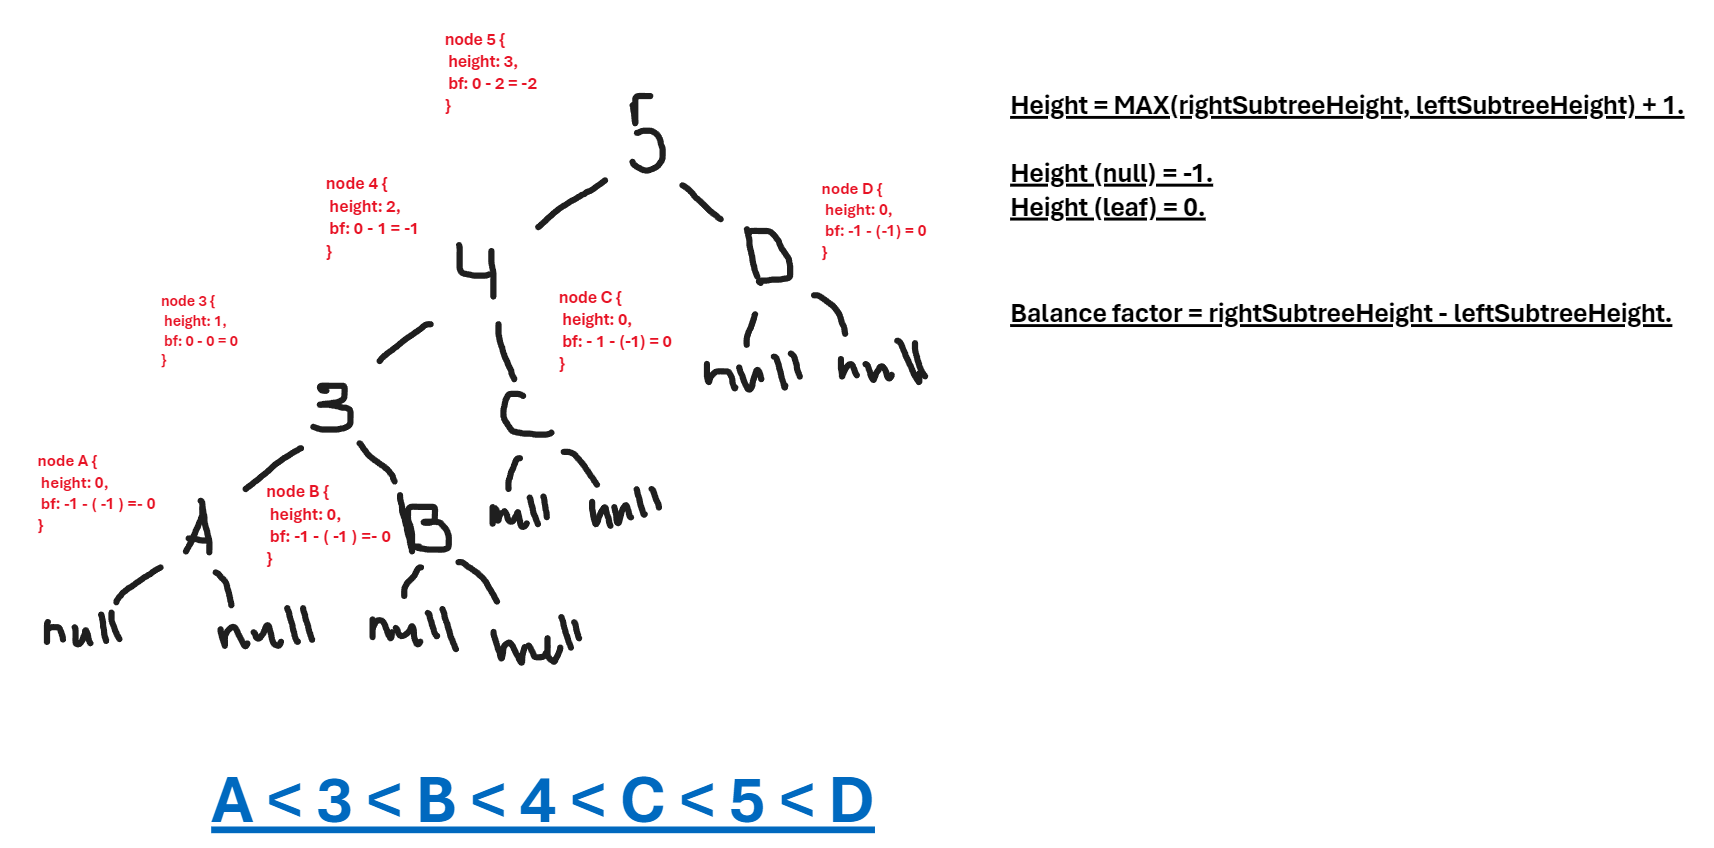 node 5 {
height: 3,
bf: 0 - 2 = -2
}
5
Height = MAX(rightSubtreeHeight, leftSubtreeHeight) + 1.
Height (null) = -1.
Height (leaf) = 0.
Balance factor = rightSubtreeHeight - leftSubtreeHeight.
node 4 {
height: 2,
bf: 0 - 1 = -1
}
4
node D {
height: 0,
bf: -1 - (-1) = 0
}
D
node 3 {
height: 1,
bf: 0 - 0 = 0
}
3
node C {
height: 0,
bf: - 1 - (-1) = 0
}
C
null null
node A {
height: 0,
bf: -1 - ( -1 ) =- 0
}
A
node B {
height: 0,
bf: -1 - ( -1 ) =- 0
}
B
null null
null null null null
A < 3 < B < 4 < C < 5 < D